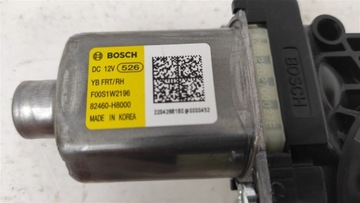 BOSCH
DC 12V 526
YB FRT/RH
F00S1W2196
82460-H8000
MADE IN KOREA
BOSCH